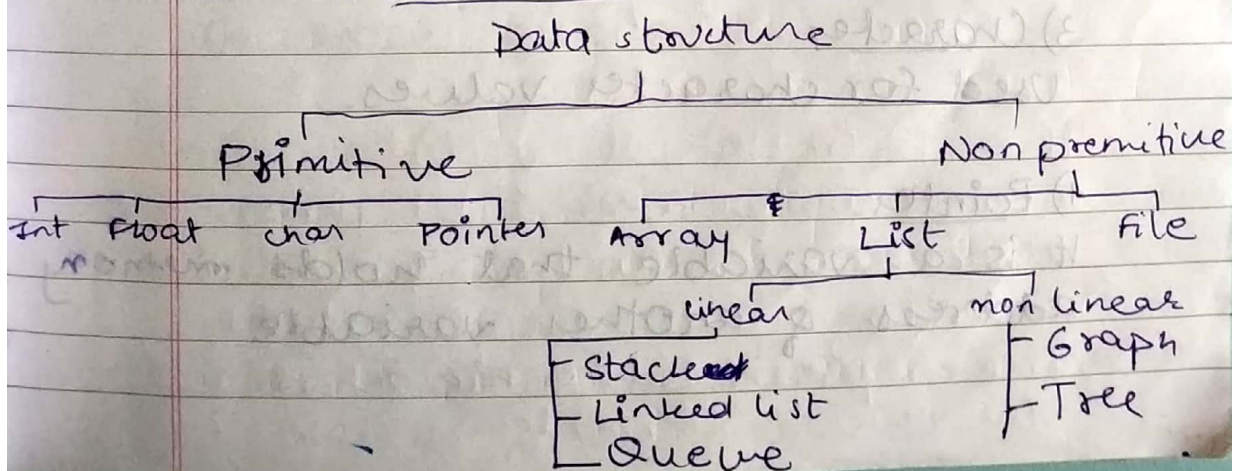 Data structure
Primitive Non premitive
Int Float char Pointer Array List File
linear non linear
Stack Graph
Linked list Tree
Queue